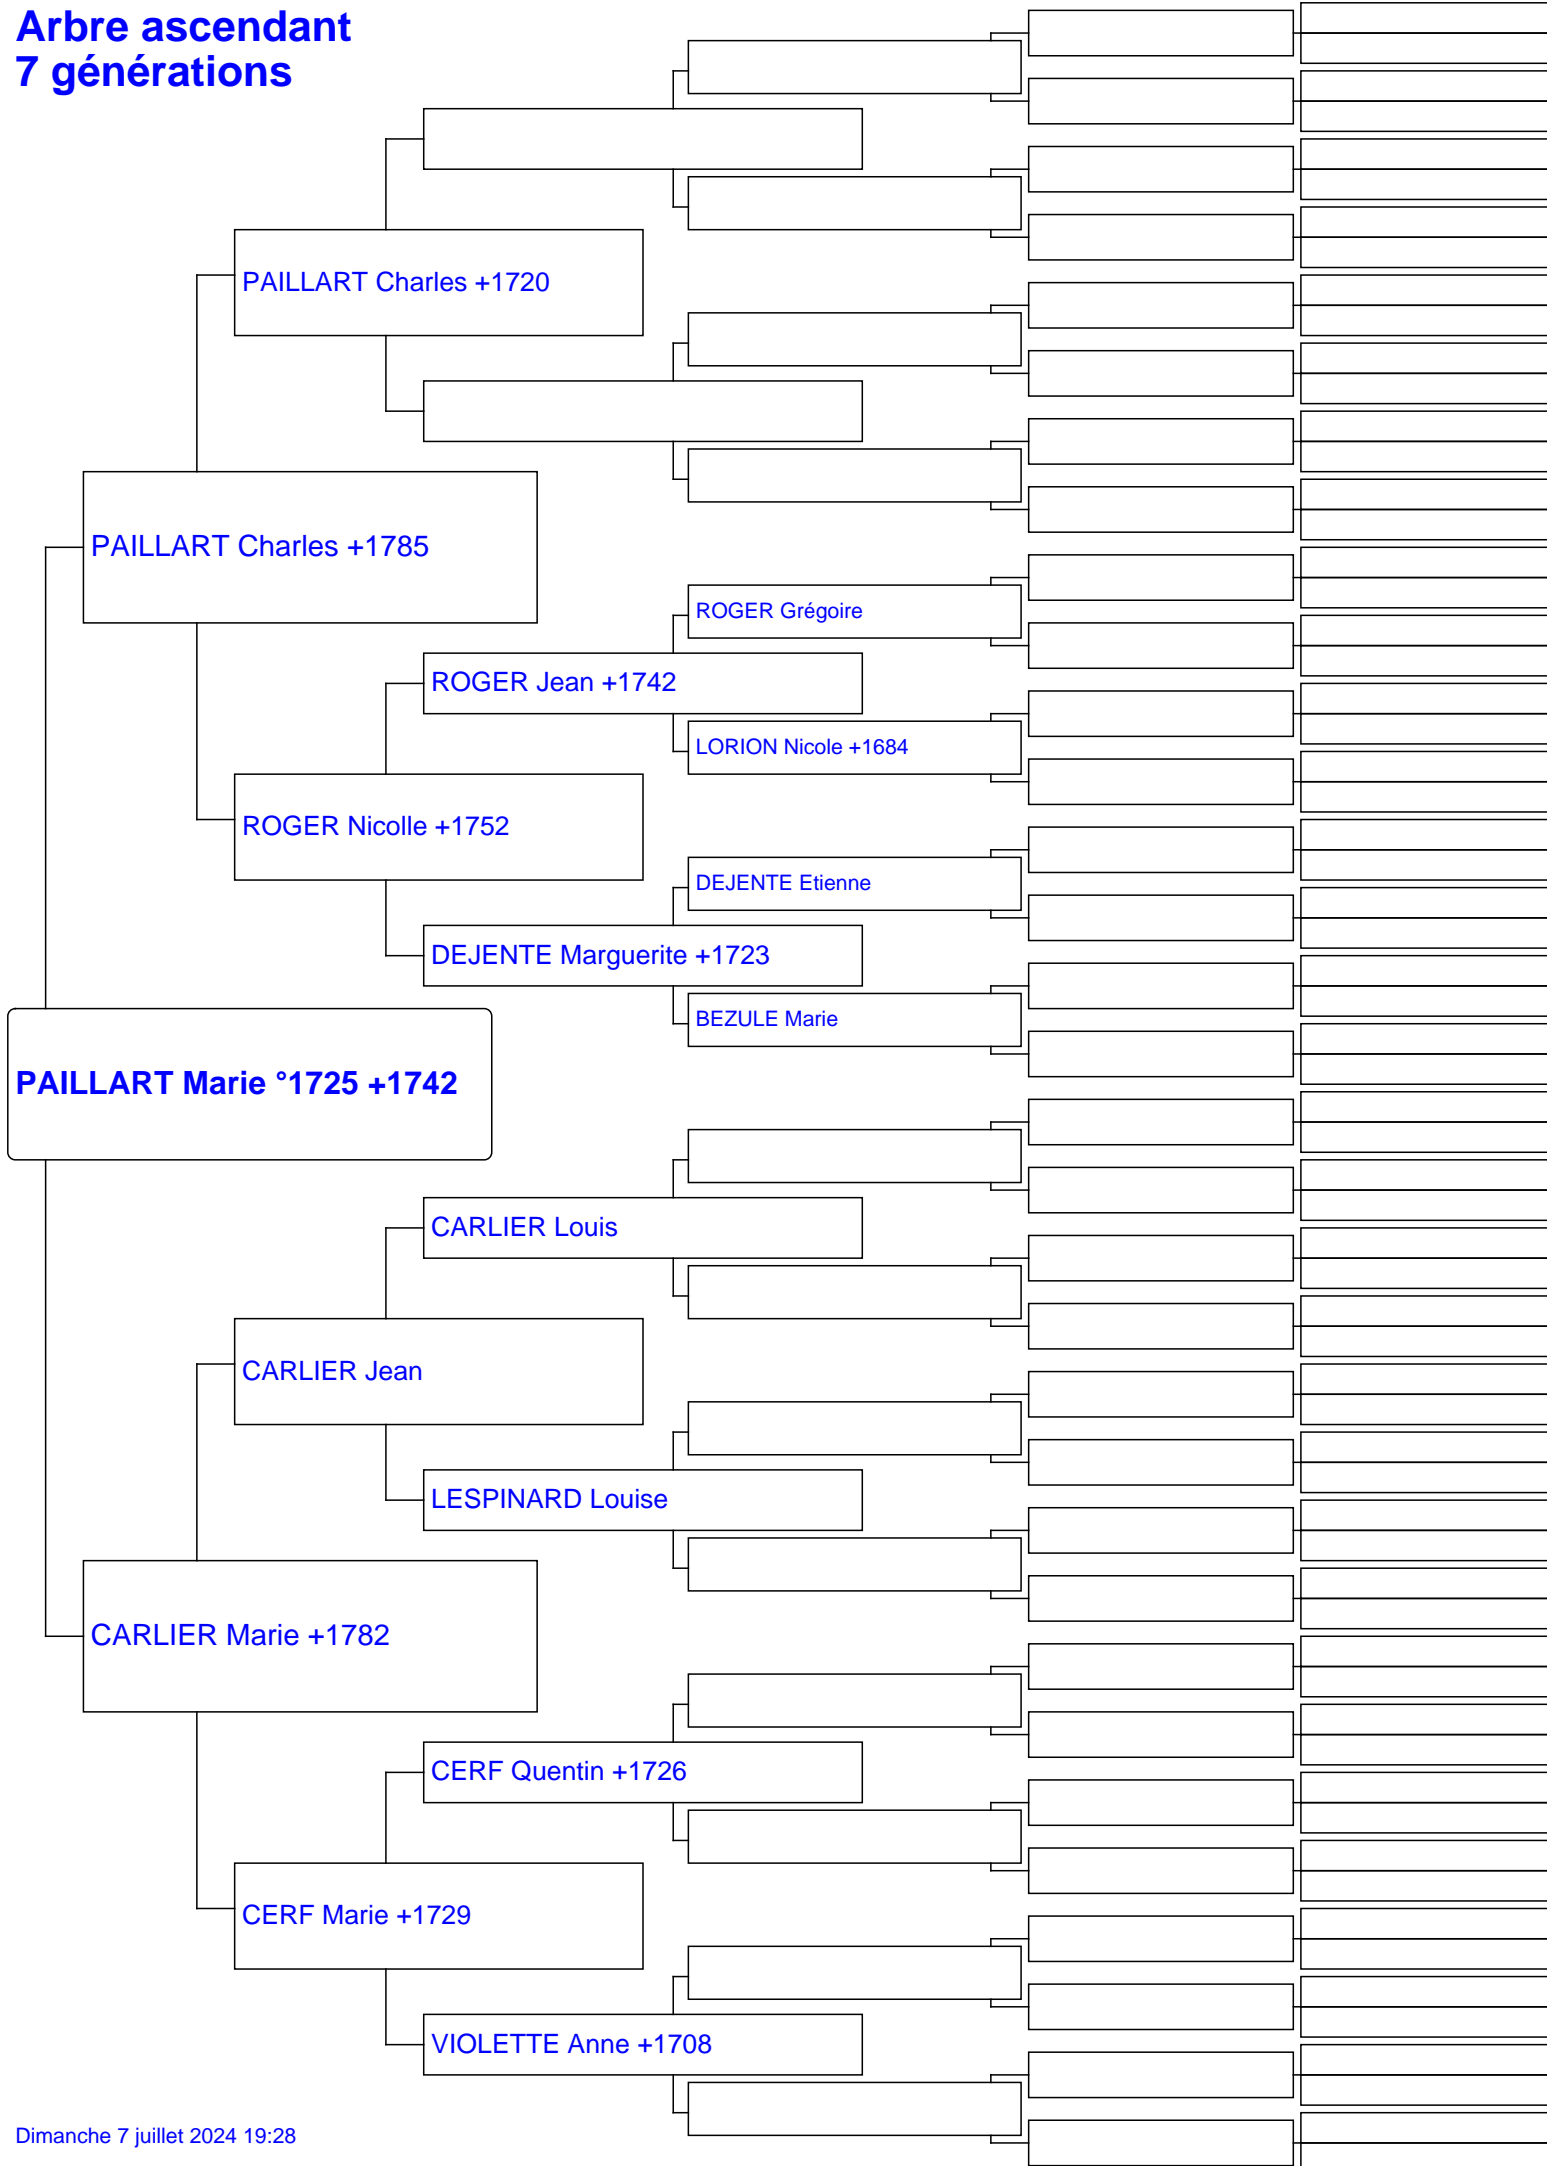 Arbre ascendant
7 générations
PAILLART Charles +1720
PAILLART Charles +1785
ROGER Grégoire
ROGER Jean +1742
LORION Nicole +1684
ROGER Nicolle +1752
DEJENTE Etienne
DEJENTE Marguerite +1723
BEZULE Marie
PAILLART Marie °1725 +1742
CARLIER Louis
CARLIER Jean
LESPINARD Louise
CARLIER Marie +1782
CERF Quentin +1726
CERF Marie +1729
VIOLETTE Anne +1708
Dimanche 7 juillet 2024 19:28